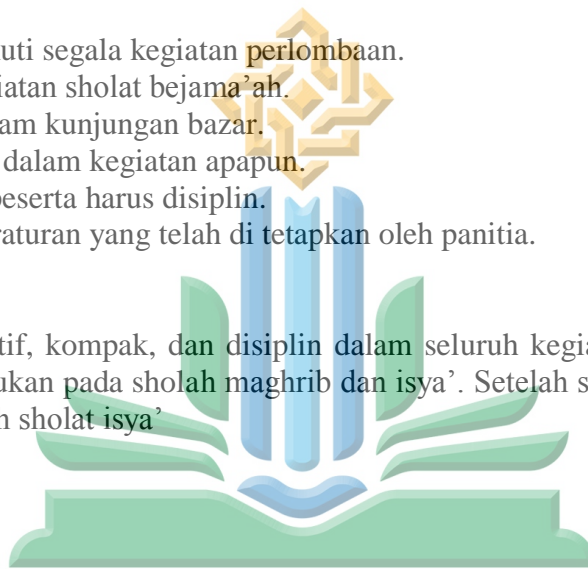 uti segala kegiatan perlombaan.
iatan sholat bejama’ah.
am kunjungan bazar.
dalam kegiatan apapun.
beserta harus disiplin.
raturan yang telah di tetapkan oleh panitia.
tif, kompak, dan disiplin dalam seluruh kegia
ukan pada sholah maghrib dan isya’. Setelah s
n sholat isya’